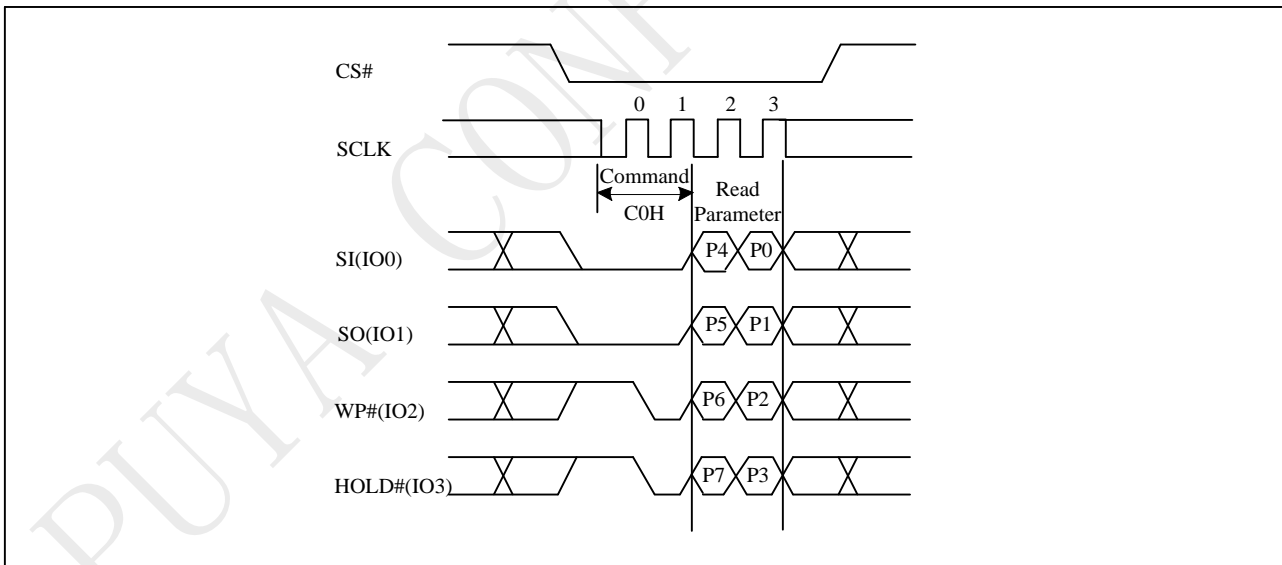 PUYA CONF
CS#
0 1 2 3
SCLK
Command
C0H
Read
Parameter
SI(IO0)
P4 P0
SO(IO1)
P5 P1
WP#(IO2)
P6 P2
HOLD#(IO3)
P7 P3